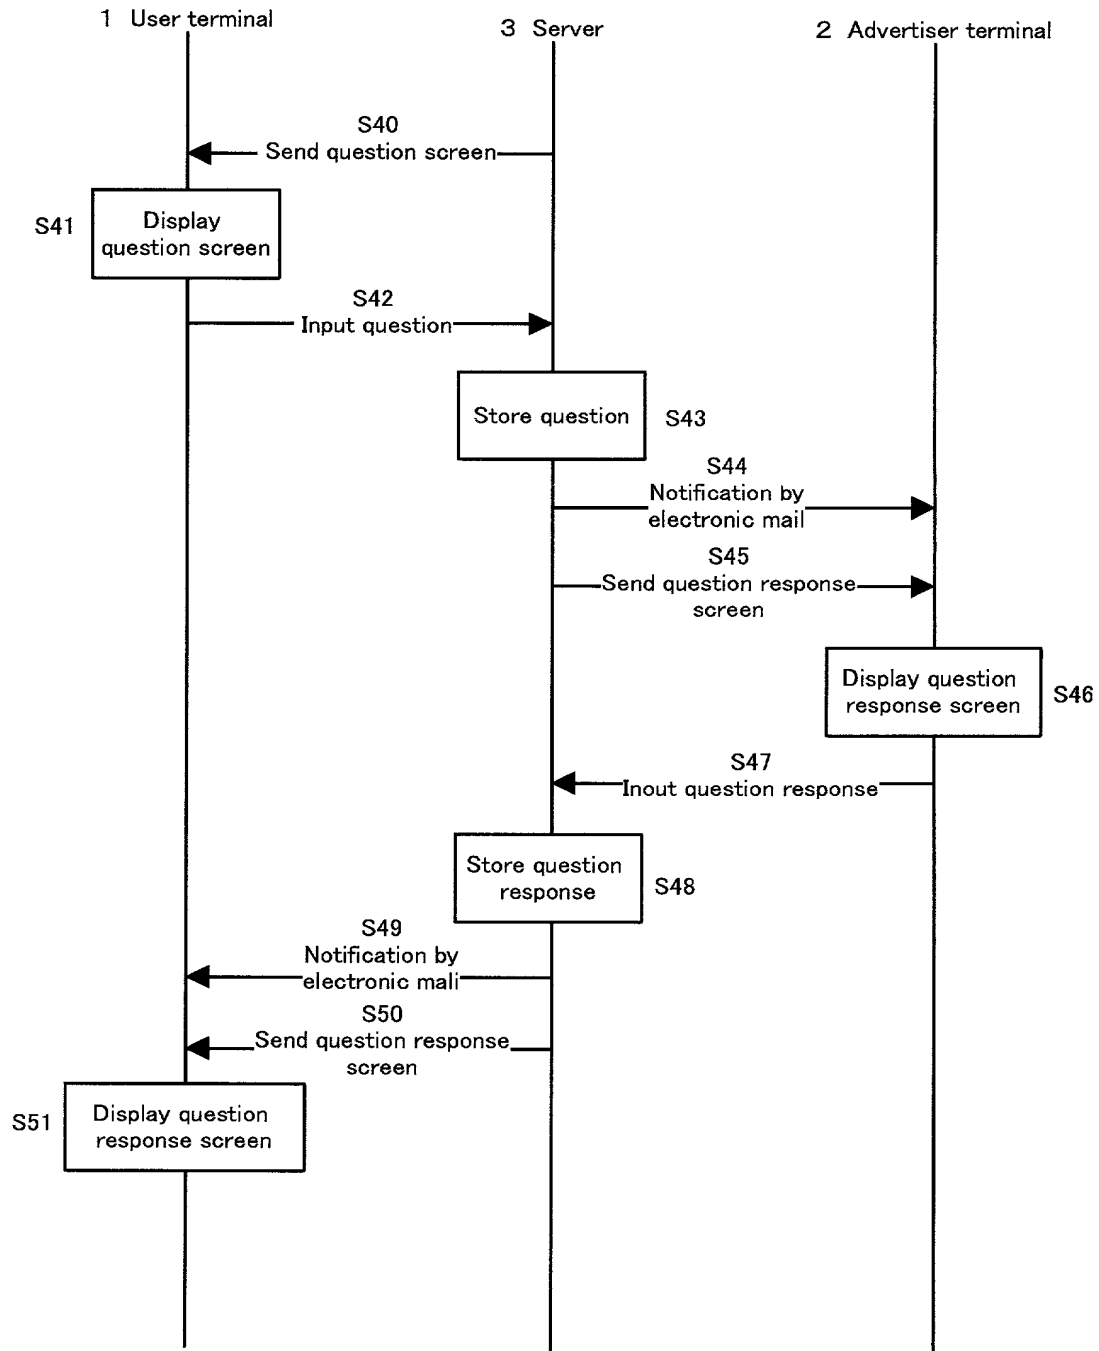 1 User terminal
3 Server
2 Advertiser terminal
S40
Send question screen
S41
Display
question screen
S42
Input question
Store question
S43
S44
Notification by
electronic mail
S45
Send question response
screen
Display question
response screen
S46
S47
Inout question response
Store question
response
S48
S49
Notification by
electronic mali
S50
Send question response
screen
S51
Display question
response screen